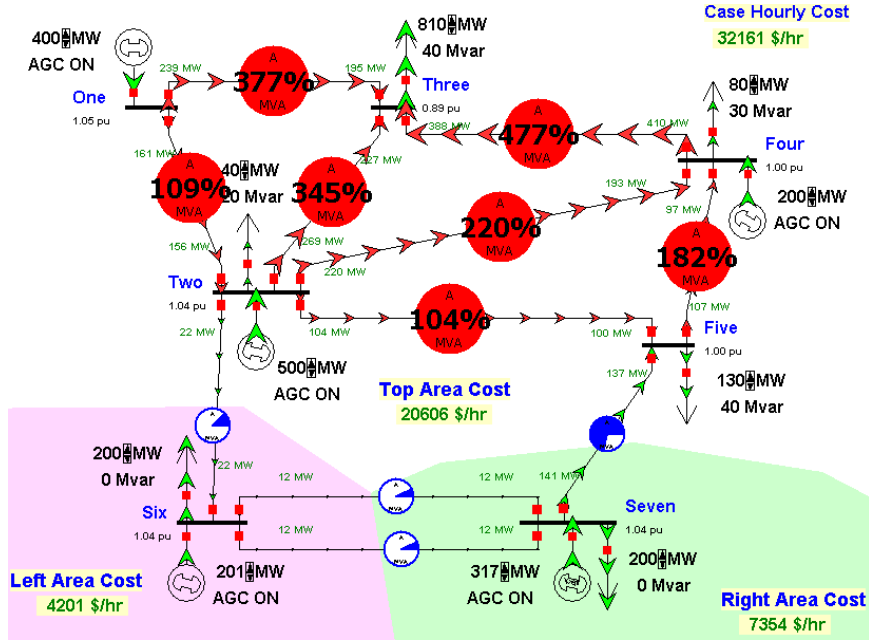 Case Hourly Cost
32161 $/hr
400 MW
AGC ON
810 MW
40 Mvar
239 MW
A
377%
MVA
195 MW
One
1.05 pu
Three
0.89 pu
80 MW
30 Mvar
388 MW
A
477%
MVA
410 MW
Four
1.00 pu
161 MW
A
109%
MVA
156 MW
40 MW
20 Mvar
A
345%
MVA
227 MW
269 MW
193 MW
97 MW
200 MW
AGC ON
A
220%
MVA
220 MW
A
182%
MVA
107 MW
Two
1.04 pu
22 MW
104 MW
A
104%
MVA
100 MW
Five
1.00 pu
137 MW
500 MW
AGC ON
Top Area Cost
20606 $/hr
130 MW
40 Mvar
A
MVA
A
MVA
200 MW
0 Mvar
22 MW
141 MW
12 MW
A
MVA
12 MW
Six
1.04 pu
Seven
1.04 pu
12 MW
A
MVA
12 MW
201 MW
AGC ON
317 MW
AGC ON
200 MW
0 Mvar
Left Area Cost
4201 $/hr
Right Area Cost
7354 $/hr